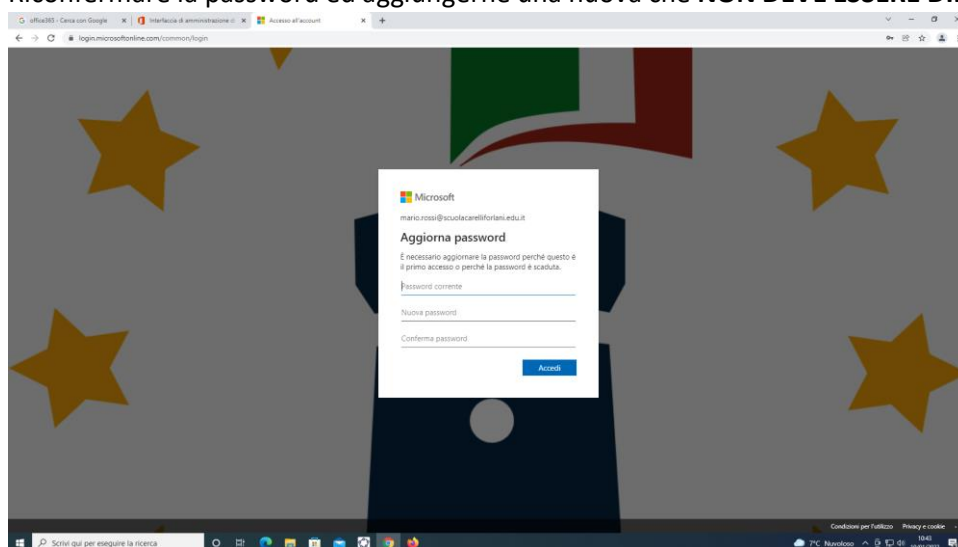 Riconfermare la password ed aggiungerne una nuova che NON DEVE ESSERE
office365 - Cerca con Google
Interfaccia di amministrazione di
Accesso all'account
login.microsoftonline.com/common/login
Microsoft
mario.rossi@scuolacarelliforlani.edu.it
Aggiorna password
È necessario aggiornare la password perché questo è
il primo accesso o perché la password è scaduta.
Password corrente
Nuova password
Conferma password
Accedi
Condizioni per l'utilizzo Privacy e cookie
Scrivi qui per eseguire la ricerca
7°C Nuvoloso
10:43